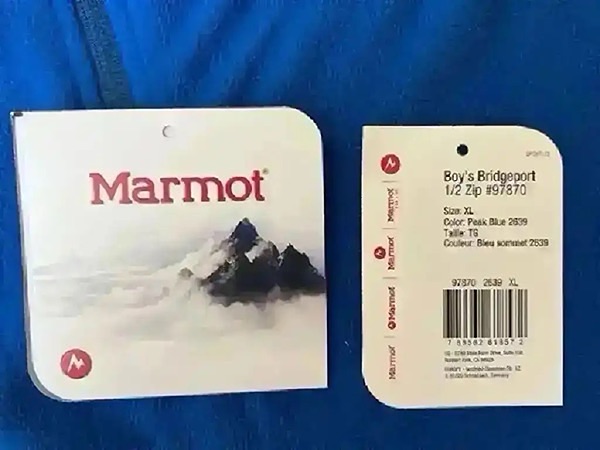 Marmot
Boy's Bridgeport
1/2 Zip #97870
Size: XL
Color: Peak Blue 2639
Taille: TG
Couleur: Bleu sommet 2639
97870 2639 XL
Marmot
Marmot
Marmot
Marmot